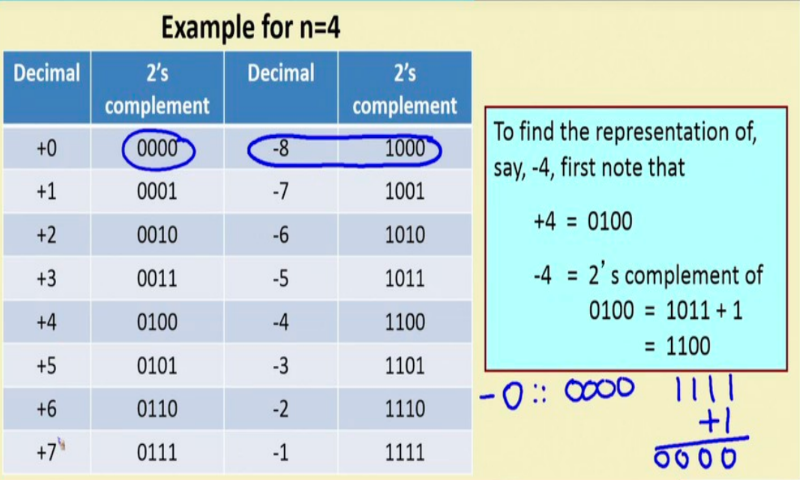 Example for n=4
Decimal 2's complement Decimal 2's complement
+0 0000 -8 1000
+1 0001 -7 1001
+2 0010 -6 1010
+3 0011 -5 1011
+4 0100 -4 1100
+5 0101 -3 1101
+6 0110 -2 1110
+7 0111 -1 1111
To find the representation of,
say, -4, first note that
+4 = 0100
-4 = 2's complement of
0100 = 1011 + 1
= 1100
-0 :: 0000 1111
+1
0000